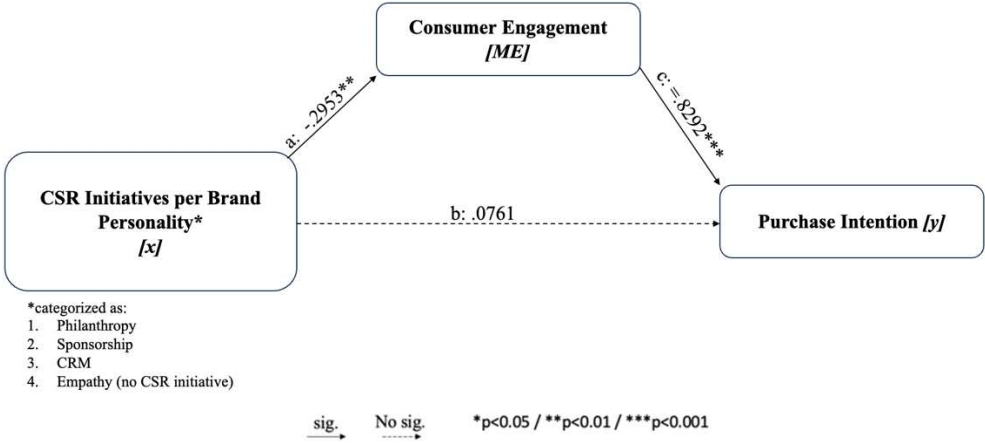 Consumer Engagement
[ME]
a: -.2953**
c: =.8292***
CSR Initiatives per Brand
Personality*
[x]
b: .0761
Purchase Intention [y]
*categorized as:
1. Philanthropy
2. Sponsorship
3. CRM
4. Empathy (no CSR initiative)
sig. No sig. *p<0.05 / **p<0.01 / ***p<0.001